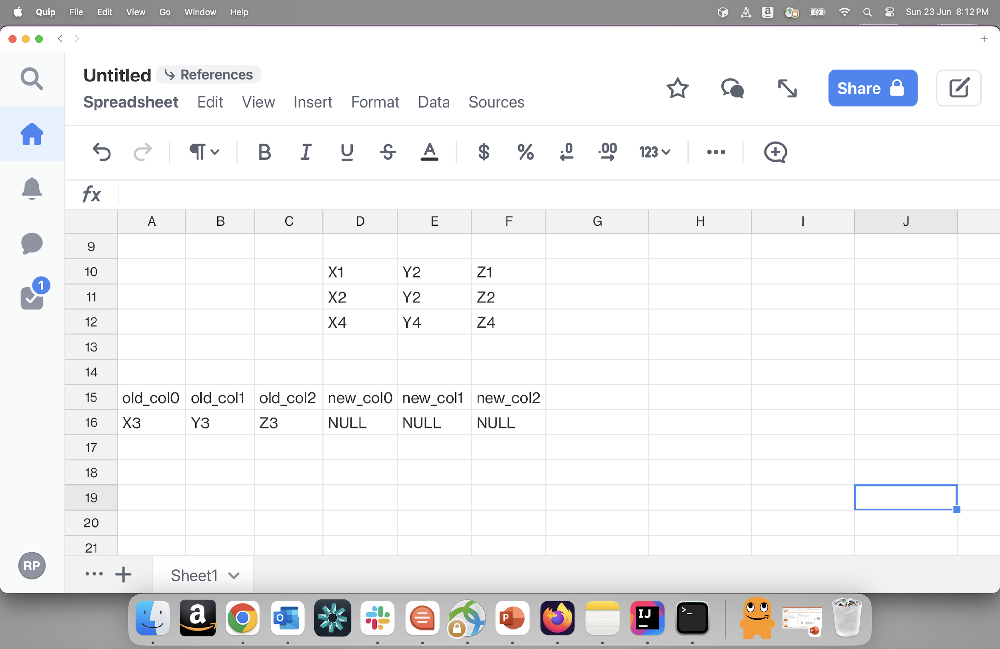 Quip File Edit View Go Window Help Sun 23 Jun 8:12 PM
Untitled References
Spreadsheet Edit View Insert Format Data Sources
Share
B I U S A $ % .0 .00 123
fx
A B C D E F G H I J
9
10 X1 Y2 Z1
11 X2 Y2 Z2
12 X4 Y4 Z4
13
14
15 old_col0 old_col1 old_col2 new_col0 new_col1 new_col2
16 X3 Y3 Z3 NULL NULL NULL
17
18
19
20
21
1
RP
Sheet1